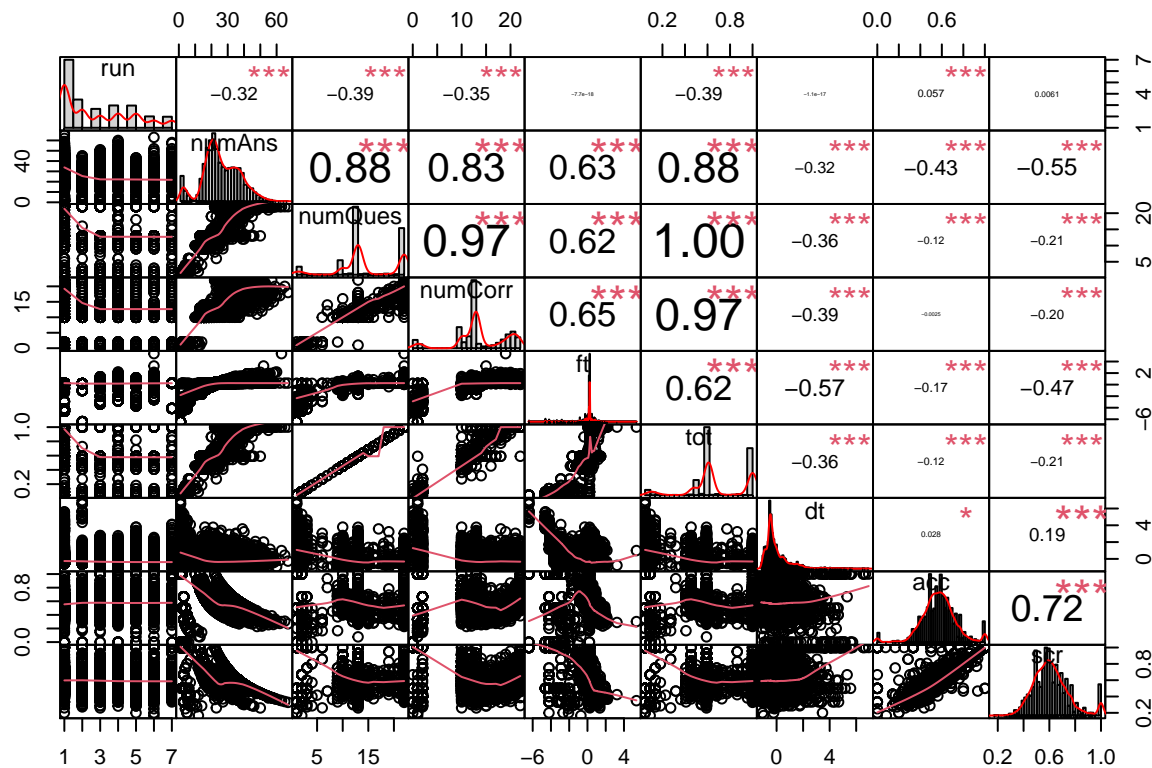 0 30 60 0 10 20 0.2 0.8 0.0 0.6
run *** −0.32 *** −0.39 *** −0.35 −7.7e−18 *** −0.39 −1.1e−17 *** 0.057 0.0061 1 4 7
0 40 numAns *** 0.88 *** 0.83 *** 0.63 *** 0.88 *** −0.32 *** −0.43 *** −0.55
numQues *** 0.97 *** 0.62 *** 1.00 *** −0.36 *** −0.12 *** −0.21 5 20
0 15 numCorr *** 0.65 *** 0.97 *** −0.39 −0.0025 *** −0.20
ft *** 0.62 *** −0.57 *** −0.17 *** −0.47 −6 2
0.2 1.0 tot *** −0.36 *** −0.12 *** −0.21
dt * 0.028 *** 0.19 0 4
0.0 0.8 acc *** 0.72
scr 0.2 0.8
1 3 5 7 5 15 −6 −2 0 4 0 4 0.2 0.6 1.0